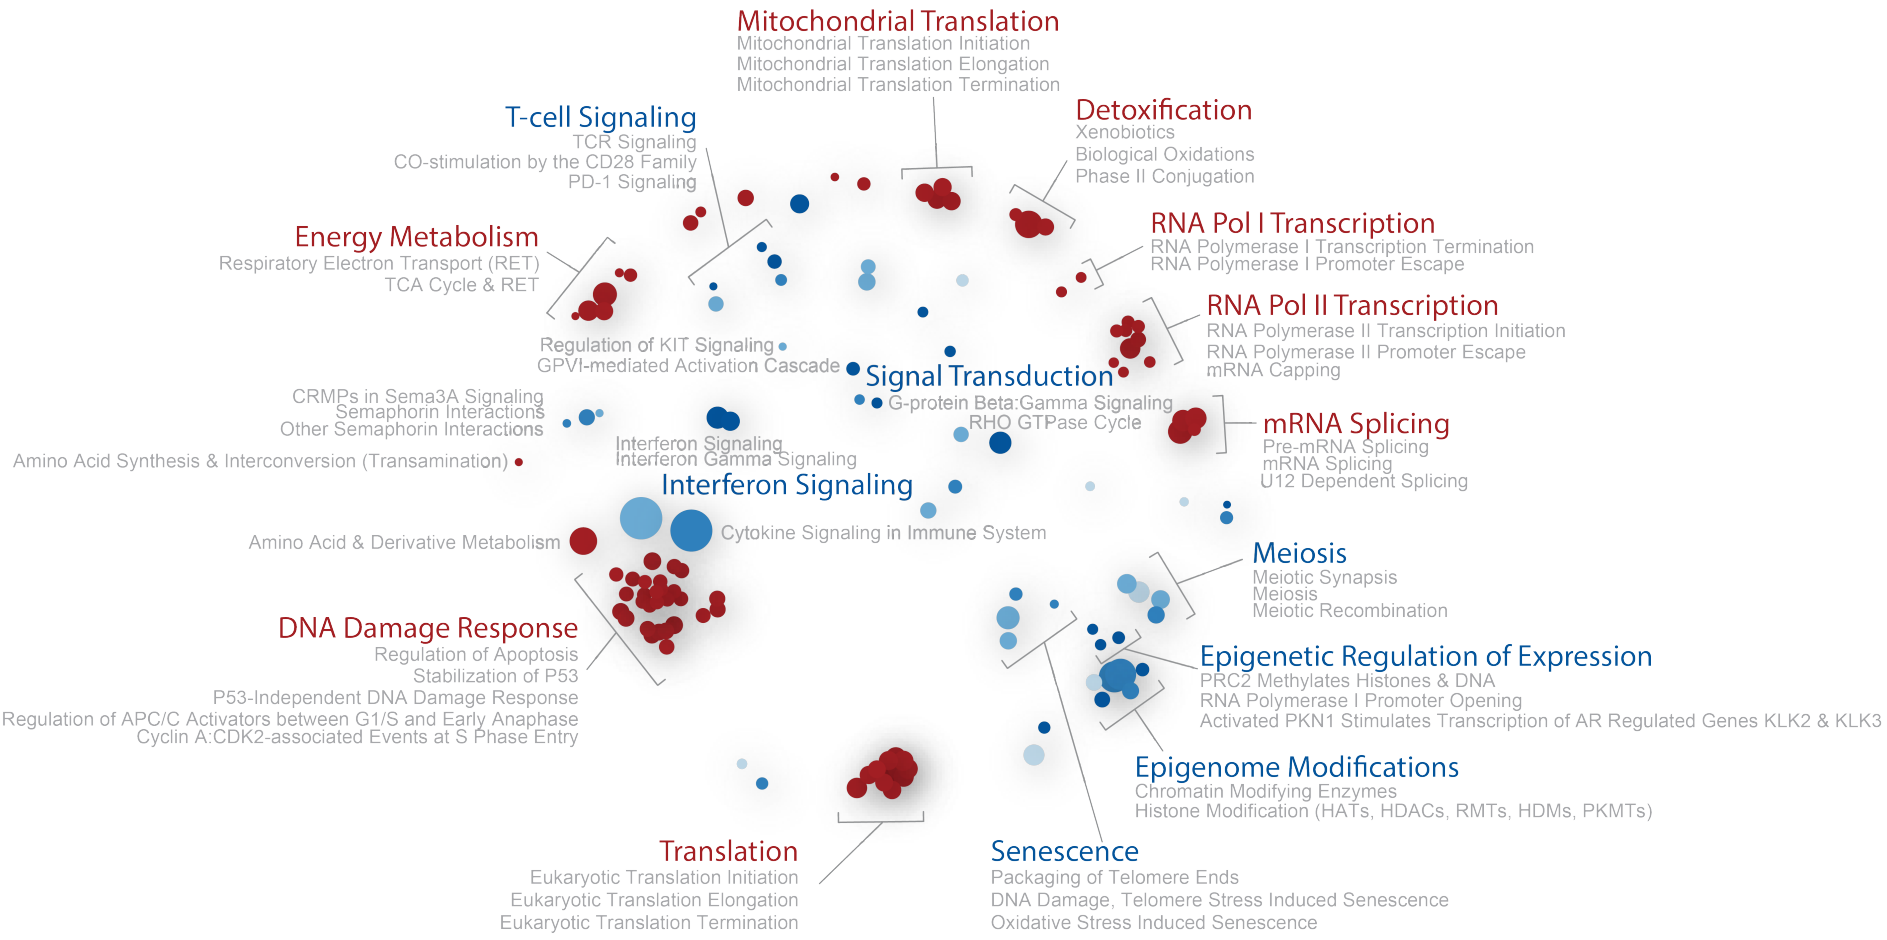 Mitochondrial Translation
Mitochondrial Translation Initiation
Mitochondrial Translation Elongation
Mitochondrial Translation Termination
T-cell Signaling
TCR Signaling
CO-stimulation by the CD28 Family
PD-1 Signaling
Detoxification
Xenobiotics
Biological Oxidations
Phase II Conjugation
Energy Metabolism
Respiratory Electron Transport (RET)
TCA Cycle & RET
RNA Pol I Transcription
RNA Polymerase I Transcription Termination
RNA Polymerase I Promoter Escape
RNA Pol II Transcription
RNA Polymerase II Transcription Initiation
RNA Polymerase II Promoter Escape
mRNA Capping
Regulation of KIT Signaling
GPVI-mediated Activation Cascade
Signal Transduction
G-protein Beta:Gamma Signaling
RHO GTPase Cycle
CRMPs in Sema3A Signaling
Semaphorin Interactions
Other Semaphorin Interactions
Amino Acid Synthesis & Interconversion (Transamination)
mRNA Splicing
Pre-mRNA Splicing
mRNA Splicing
U12 Dependent Splicing
Interferon Signaling
Interferon Gamma Signaling
Interferon Signaling
Cytokine Signaling in Immune System
Amino Acid & Derivative Metabolism
Meiosis
Meiotic Synapsis
Meiosis
Meiotic Recombination
DNA Damage Response
Regulation of Apoptosis
Stabilization of P53
P53-Independent DNA Damage Response
Regulation of APC/C Activators between G1/S and Early Anaphase
Cyclin A:CDK2-associated Events at S Phase Entry
Epigenetic Regulation of Expression
PRC2 Methylates Histones & DNA
RNA Polymerase I Promoter Opening
Activated PKN1 Stimulates Transcription of AR Regulated Genes KLK2 & KLK3
Epigenome Modifications
Chromatin Modifying Enzymes
Histone Modification (HATs, HDACs, RMTs, HDMs, PKMTs)
Translation
Eukaryotic Translation Initiation
Eukaryotic Translation Elongation
Eukaryotic Translation Termination
Senescence
Packaging of Telomere Ends
DNA Damage, Telomere Stress Induced Senescence
Oxidative Stress Induced Senescence